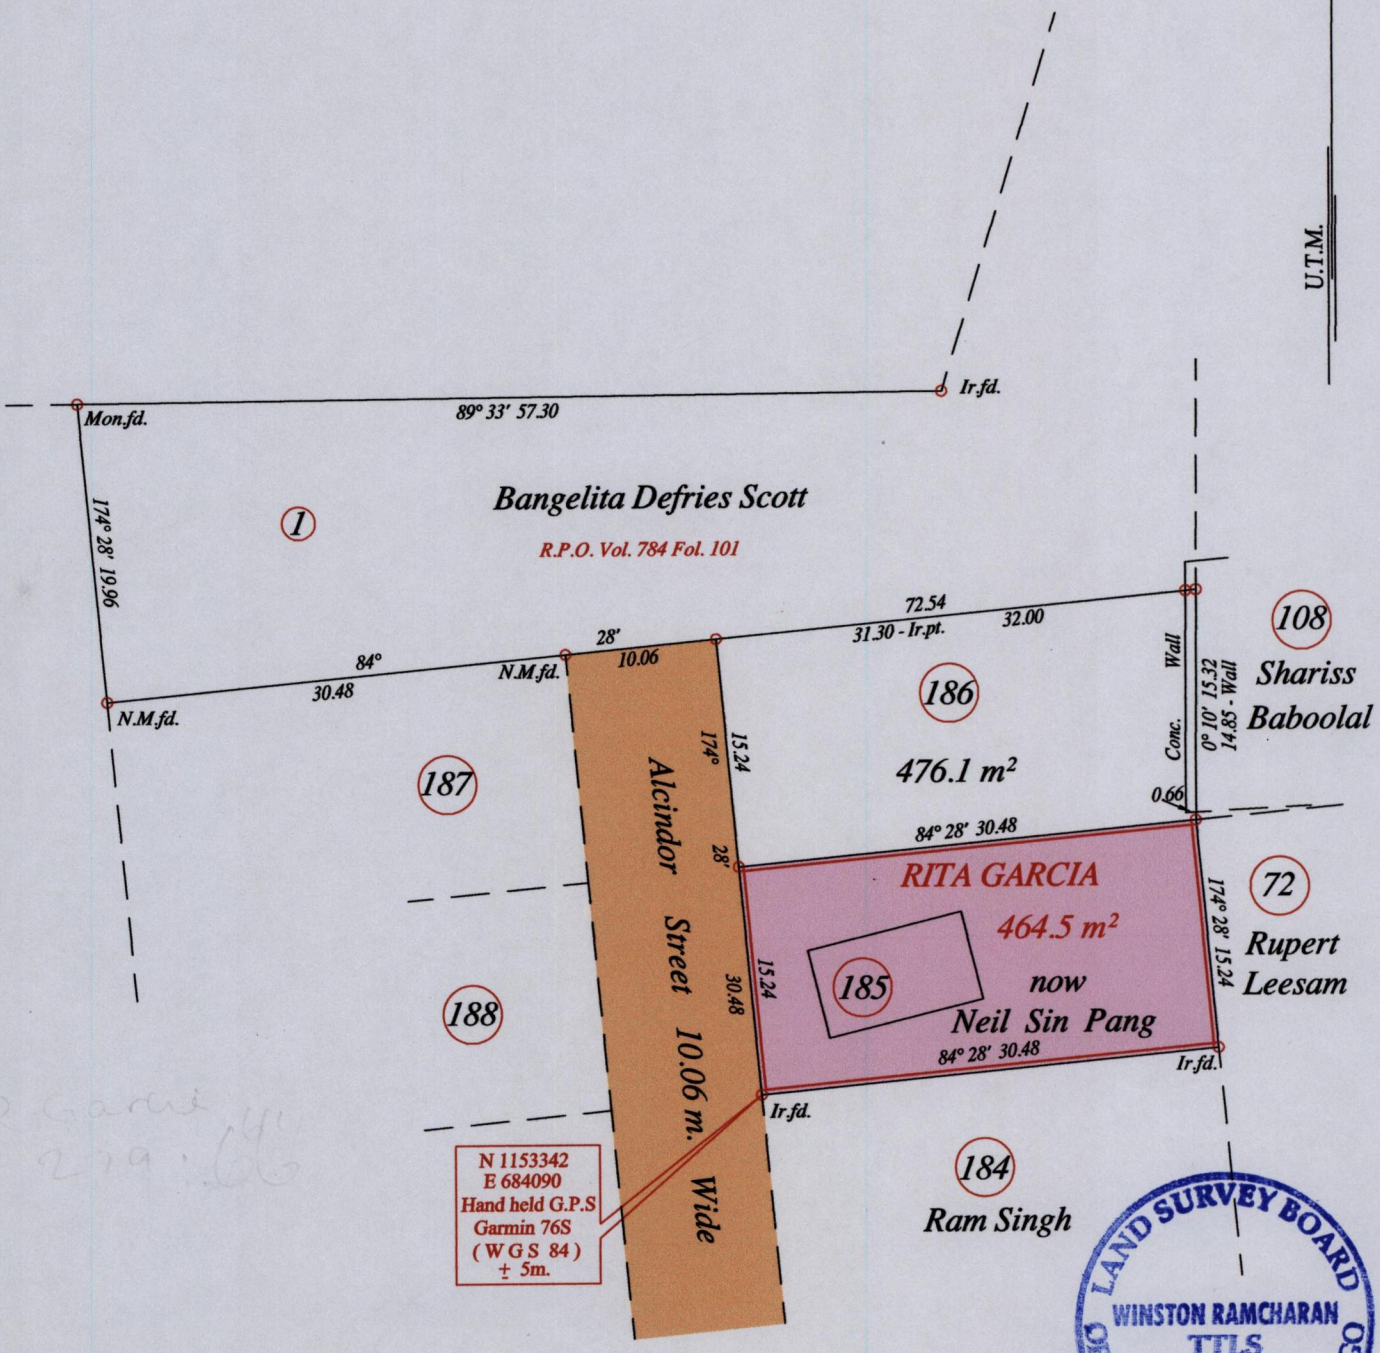 U.T.M.
Ir.fd.
Mon.fd.
89° 33' 57.30
174° 28' 19.96
1
Bangelita Defries Scott
R.P.O. Vol. 784 Fol. 101
72.54
31.30 - Ir.pt.
32.00
28'
10.06
84°
30.48
N.M.fd.
N.M.fd.
108
Shariss
Baboolal
Conc. Wall
0° 10' 15.32
14.85 - Wall
0.66
186
476.1 m²
187
15.24
174°
28'
30.48
84° 28' 30.48
RITA GARCIA
464.5 m²
185
now
Neil Sin Pang
15.24
84° 28' 30.48
174° 28' 15.24
72
Rupert
Leesam
188
Alcindor Street 10.06 m. Wide
Ir.fd.
Ir.fd.
N 1153342
E 684090
Hand held G.P.S
Garmin 76S
( W G S 84 )
± 5m.
184
Ram Singh
LAND SURVEY BOARD
WINSTON RAMCHARAN
TTLS